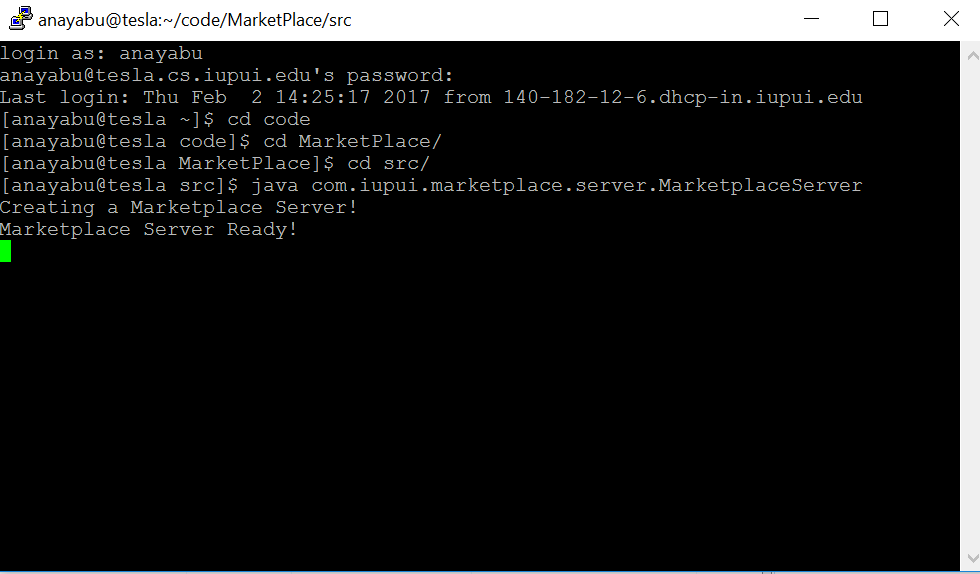 anayabu@tesla:~/code/MarketPlace/src
login as: anayabu
anayabu@tesla.cs.iupui.edu's password:
Last login: Thu Feb  2 14:25:17 2017 from 140-182-12-6.dhcp-in.iupui.edu
[anayabu@tesla ~]$ cd code
[anayabu@tesla code]$ cd MarketPlace/
[anayabu@tesla MarketPlace]$ cd src/
[anayabu@tesla src]$ java com.iupui.marketplace.server.MarketplaceServer
Creating a Marketplace Server!
Marketplace Server Ready!